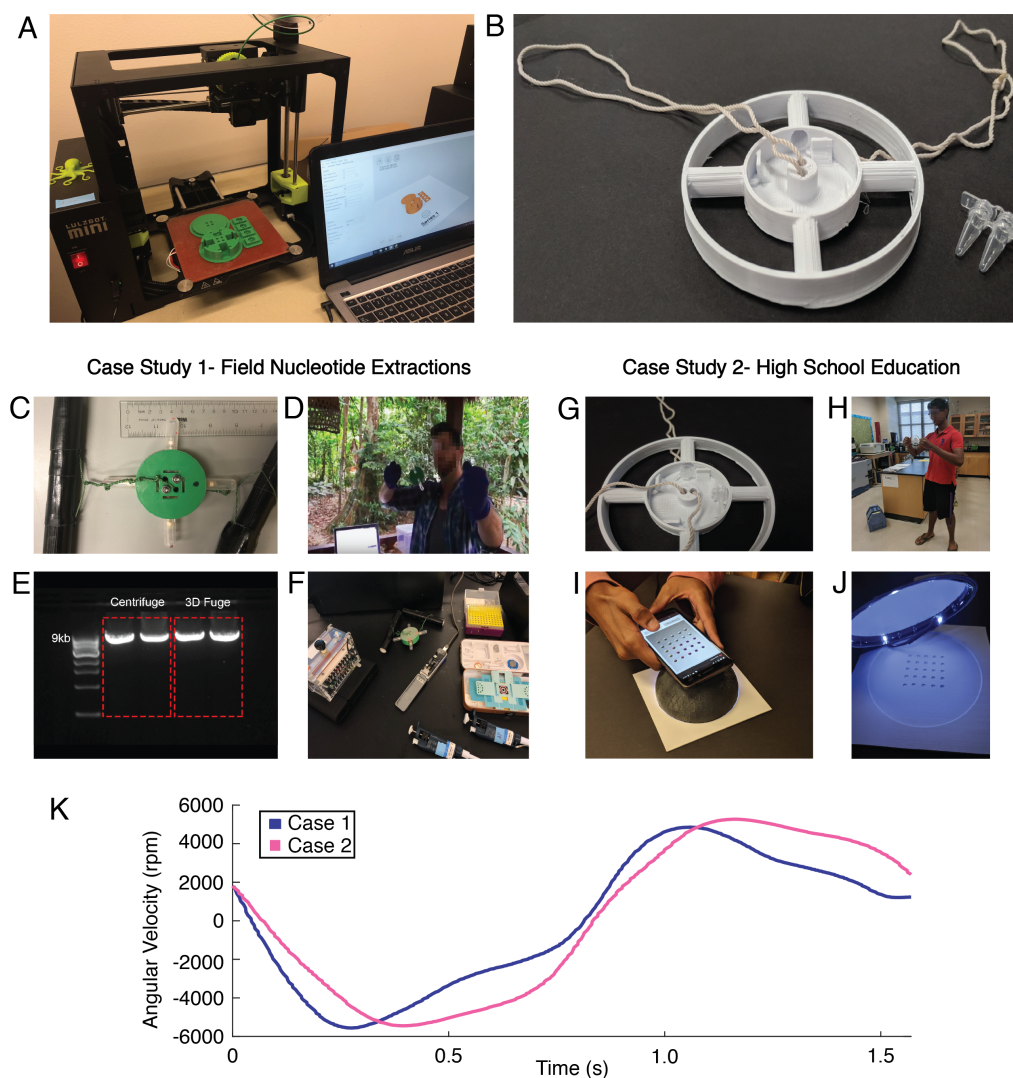 A
B
LULZBOT
MINI
ASUS
Case Study 1- Field Nucleotide Extractions
Case Study 2- High School Education
C
D
G
H
E
Centrifuge
3D Fuge
9kb
F
I
J
K
6000
4000
2000
0
-2000
-4000
-6000
Angular Velocity (rpm)
Case 1
Case 2
0
0.5
1.0
1.5
Time (s)